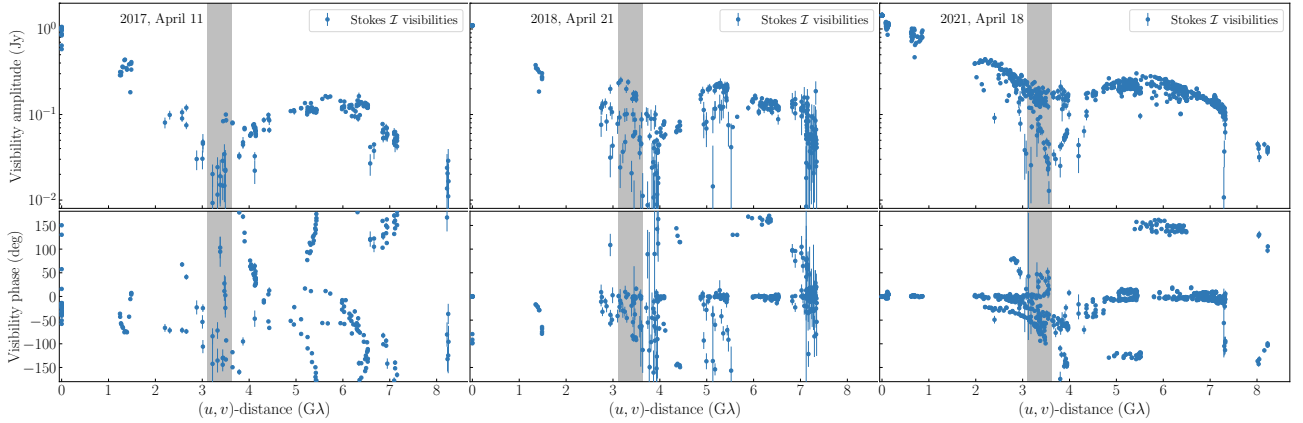 2017, April 11
Stokes I visibilities
2018, April 21
Stokes I visibilities
2021, April 18
Stokes I visibilities
Visibility amplitude (Jy)
10⁰
10⁻¹
10⁻²
Visibility phase (deg)
150
100
50
0
−50
−100
−150
0 1 2 3 4 5 6 7 8
0 1 2 3 4 5 6 7 8
0 1 2 3 4 5 6 7 8
(u, v)-distance (Gλ)
(u, v)-distance (Gλ)
(u, v)-distance (Gλ)